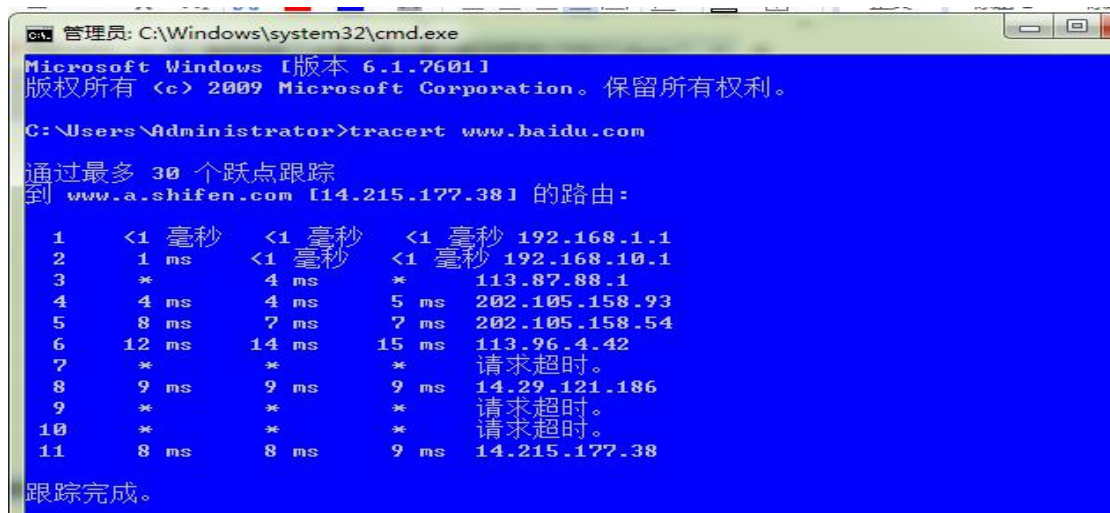 管理员: C:\Windows\system32\cmd.exe
Microsoft Windows [版本 6.1.7601]
版权所有 (c) 2009 Microsoft Corporation。保留所有权利。
C:\Users\Administrator>tracert www.baidu.com
通过最多 30 个跃点跟踪
到 www.a.shifen.com [14.215.177.38] 的路由:
1 <1 毫秒 <1 毫秒 <1 毫秒 192.168.1.1
2 1 ms <1 毫秒 <1 毫秒 192.168.10.1
3 * 4 ms * 113.87.88.1
4 4 ms 4 ms 5 ms 202.105.158.93
5 8 ms 7 ms 7 ms 202.105.158.54
6 12 ms 14 ms 15 ms 113.96.4.42
7 * * * 请求超时。
8 9 ms 9 ms 9 ms 14.29.121.186
9 * * * 请求超时。
10 * * * 请求超时。
11 8 ms 8 ms 9 ms 14.215.177.38
跟踪完成。